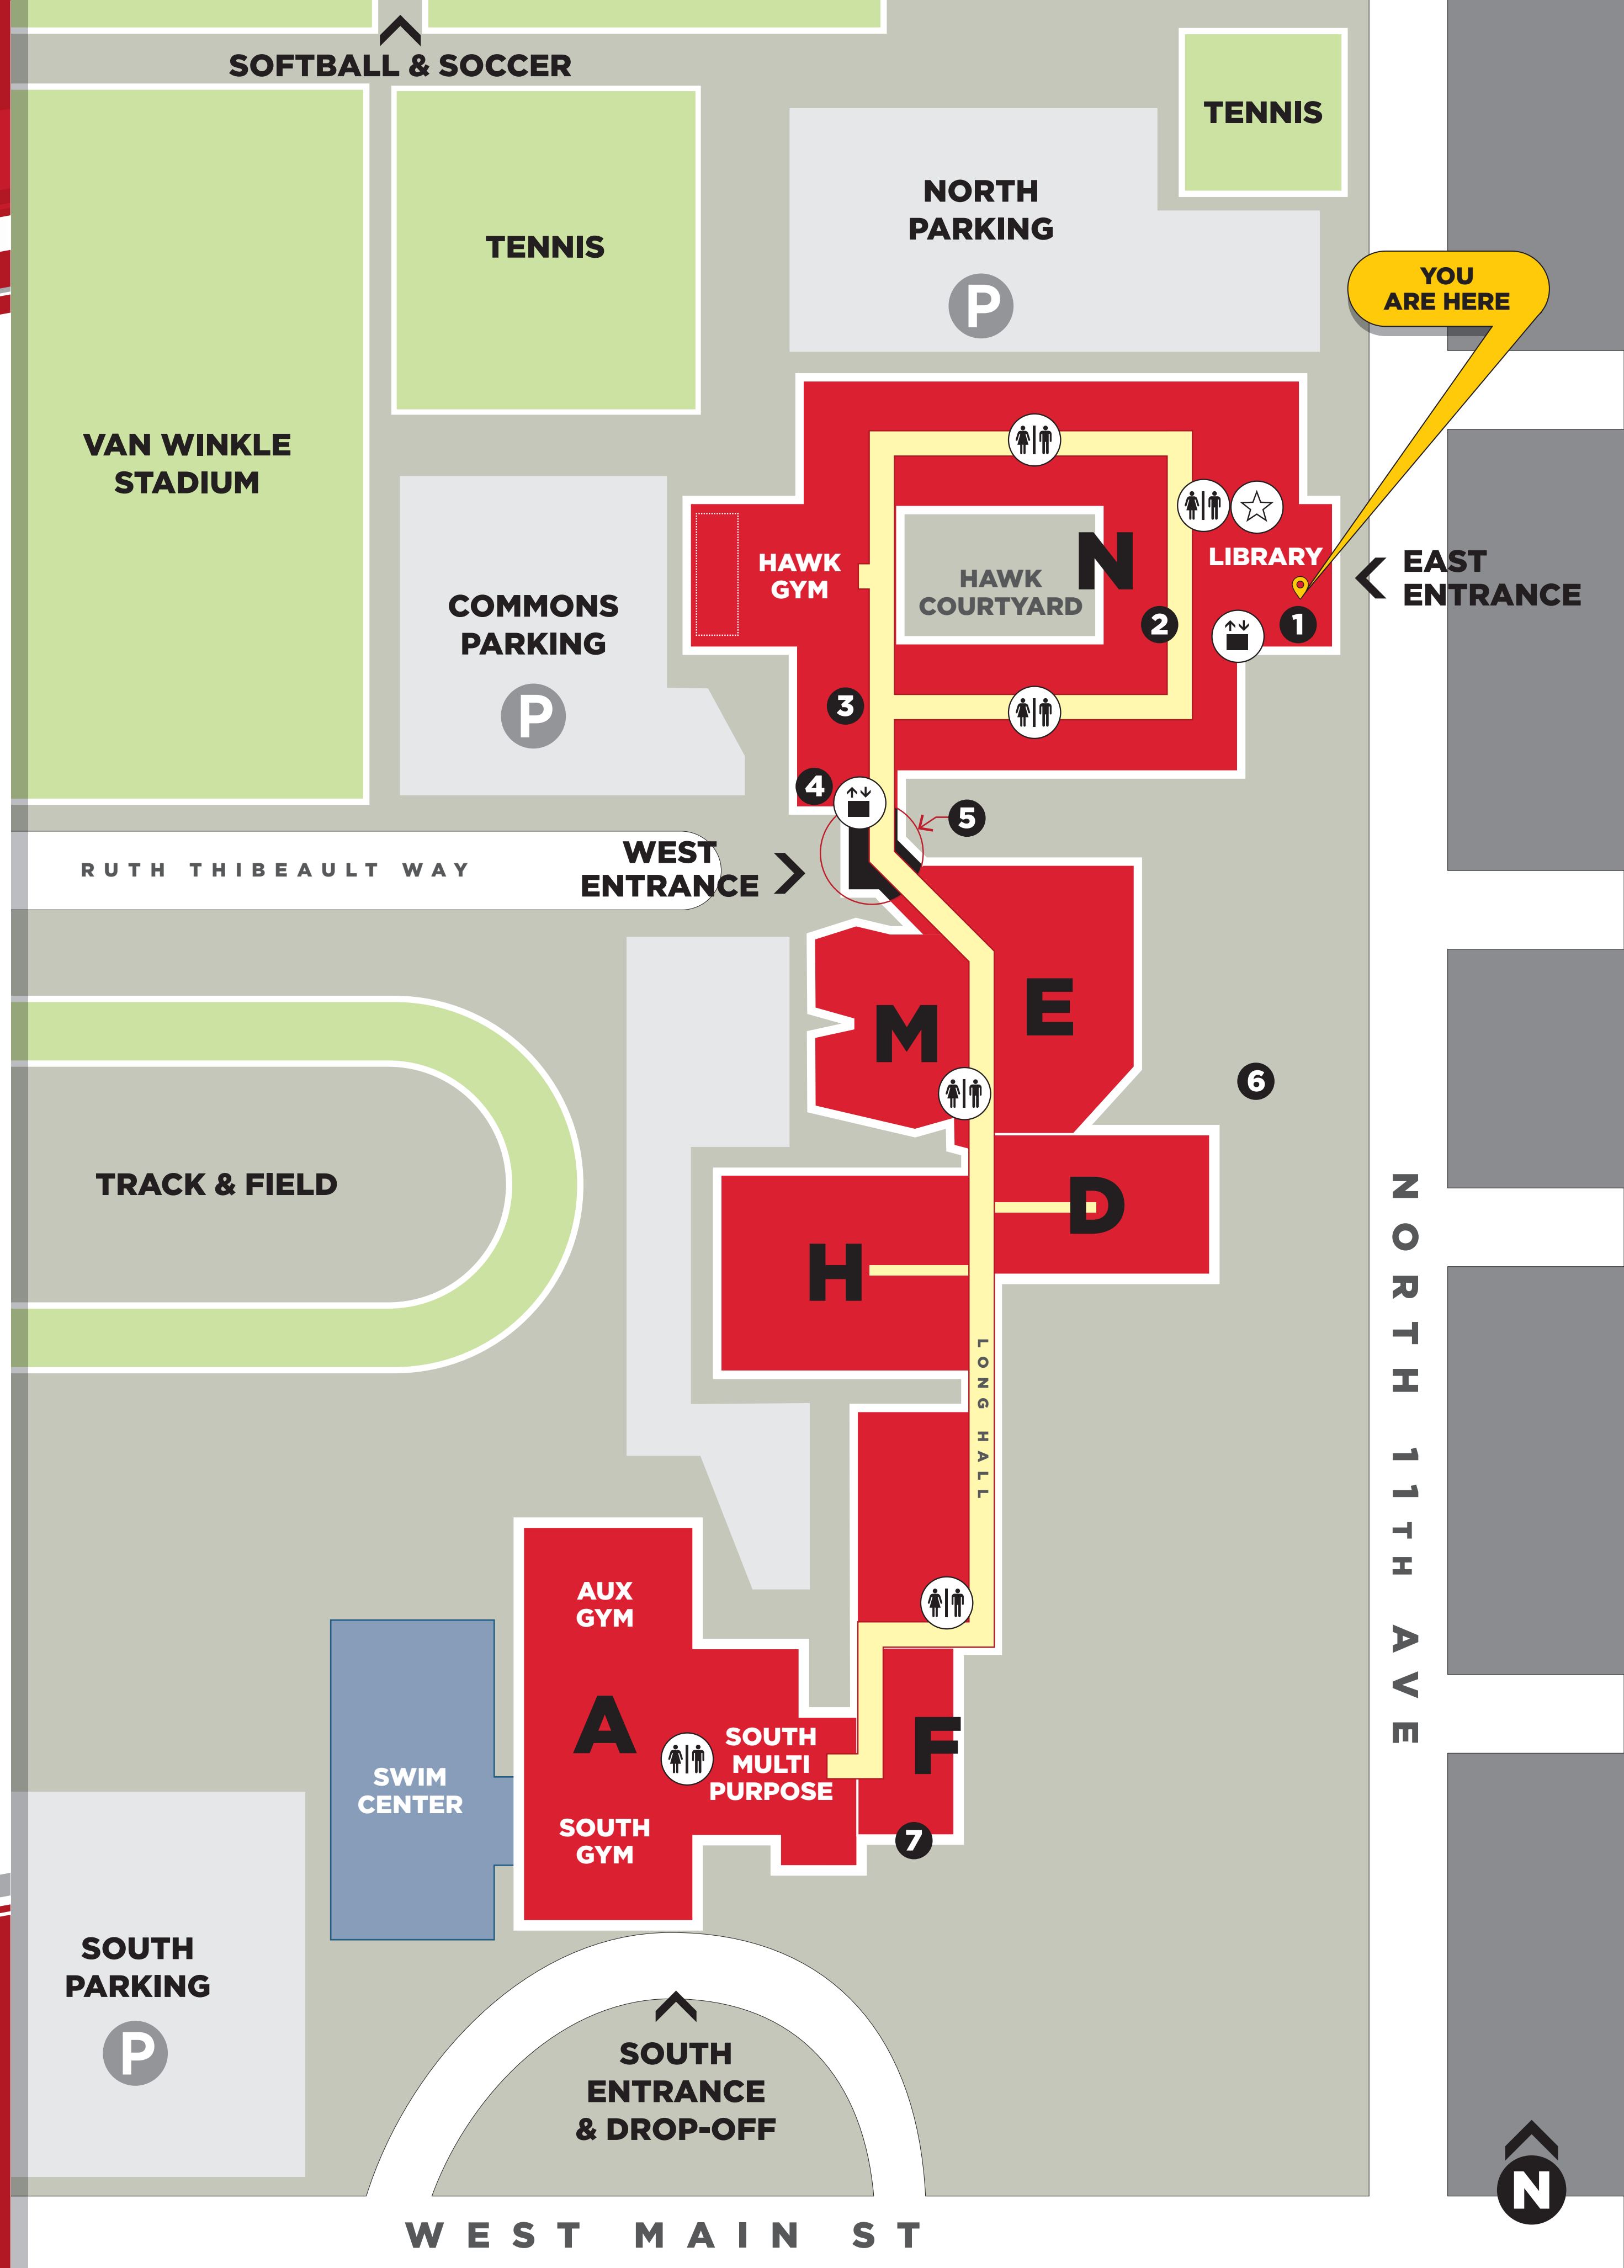 SOFTBALL & SOCCER
TENNIS
TENNIS
NORTH
PARKING
P
YOU
ARE HERE
VAN WINKLE
STADIUM
COMMONS
PARKING
P
HAWK
GYM
HAWK
COURTYARD
N
LIBRARY
EAST
ENTRANCE
1
2
3
4
5
WEST
ENTRANCE
RUTH THIBEAULT WAY
M
E
6
TRACK & FIELD
D
H
LONG HALL
NORTH 11TH AVE
AUX
GYM
A
SOUTH
MULTI
PURPOSE
F
SWIM
CENTER
SOUTH
GYM
7
SOUTH
PARKING
P
SOUTH
ENTRANCE
& DROP-OFF
N
WEST MAIN ST